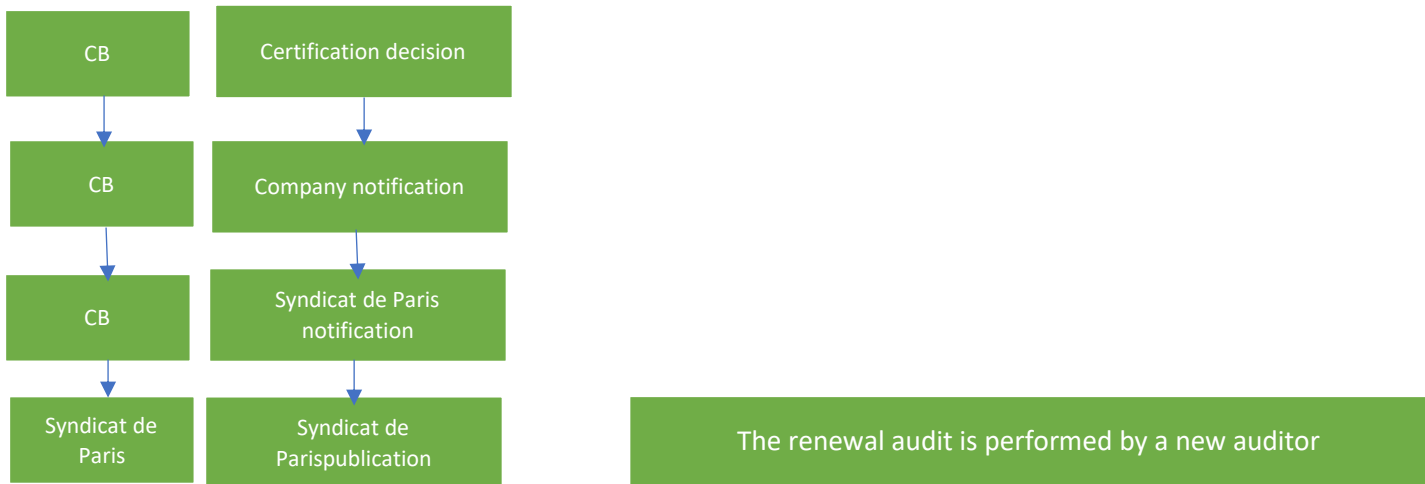 CB
Certification decision
CB
Company notification
CB
Syndicat de Paris
notification
Syndicat de
Paris
Syndicat de
Parispublication
The renewal audit is performed by a new auditor